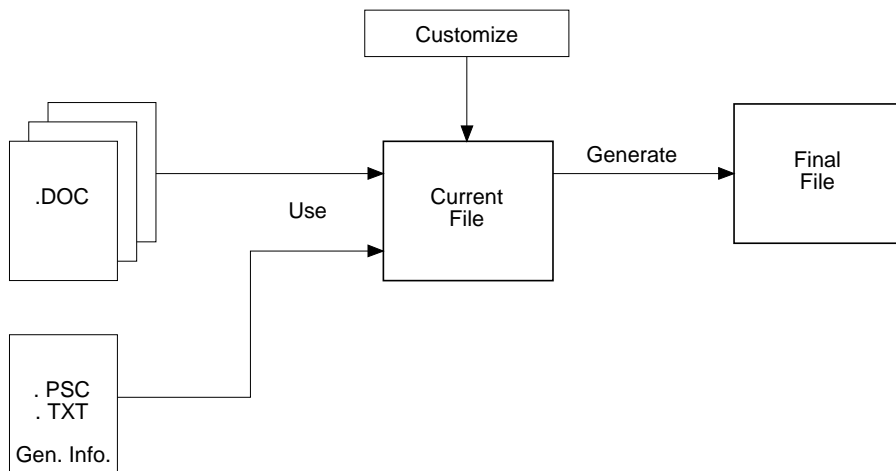 Customize
.DOC
Use
Current
File
Generate
Final
File
. PSC
. TXT
Gen. Info.